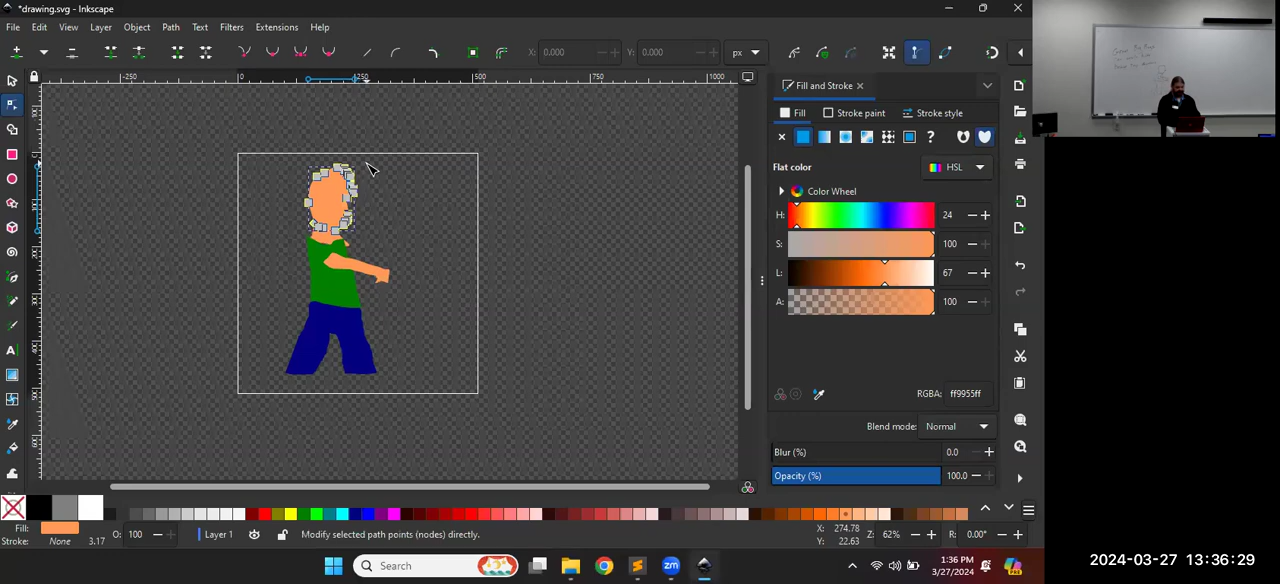 *drawing.svg - Inkscape
File Edit View Layer Object Path Text Filters Extensions Help
X: 0.000 Y: 0.000 px
-250 0 250 500 750 1000
Fill and Stroke
Fill Stroke paint Stroke style
Flat color HSL
Color Wheel
H: 24
S: 100
L: 67
A: 100
RGBA: ff9955ff
Blend mode: Normal
Blur (%) 0.0
Opacity (%) 100.0
Fill:
Stroke: None 3.17
O: 100
Layer 1
Modify selected path points (nodes) directly.
X: 274.78
Y: 22.63
Z: 62%
R: 0.00°
Search
1:36 PM
3/27/2024
2024-03-27 13:36:29